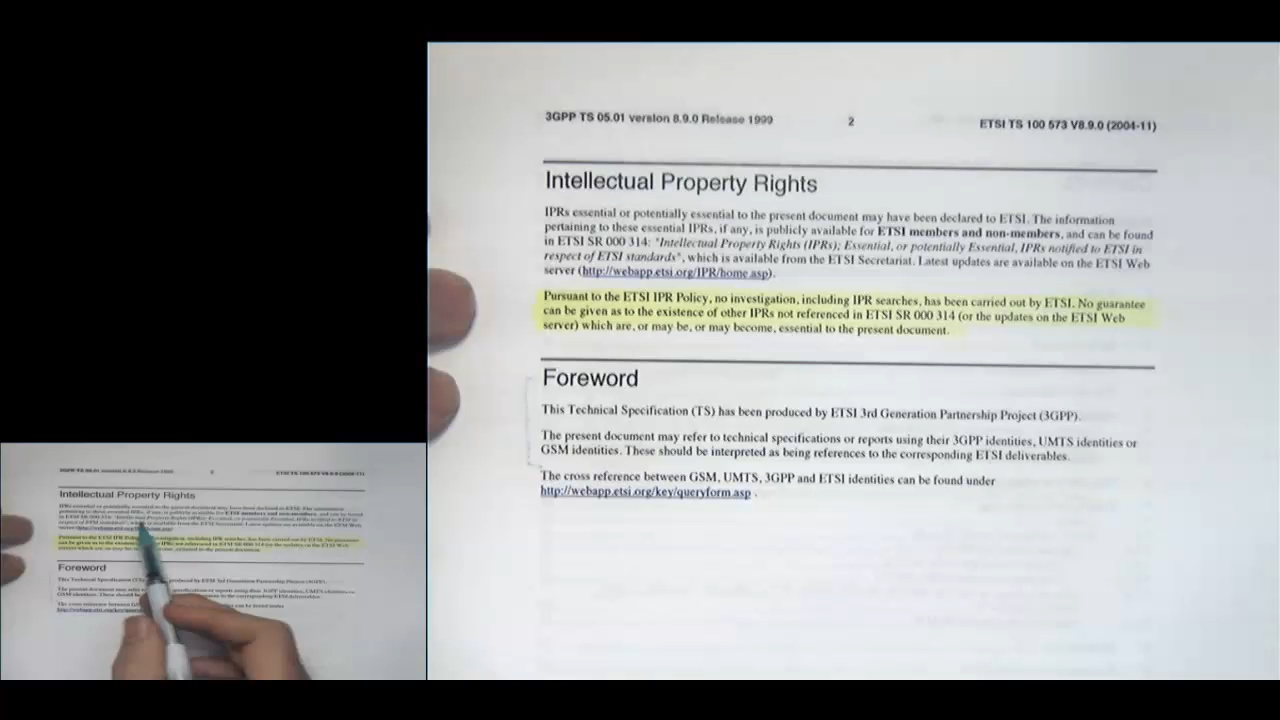 3GPP TS 05.01 version 8.9.0 Release 1999 2 ETSI TS 100 573 V8.9.0 (2004-11)
Intellectual Property Rights
IPRs essential or potentially essential to the present document may have been declared to ETSI. The information
pertaining to these essential IPRs, if any, is publicly available for ETSI members and non-members, and can be found
in ETSI SR 000 314: "Intellectual Property Rights (IPRs); Essential, or potentially Essential, IPRs notified to ETSI in
respect of ETSI standards", which is available from the ETSI Secretariat. Latest updates are available on the ETSI Web
server (http://webapp.etsi.org/IPR/home.asp).
Pursuant to the ETSI IPR Policy, no investigation, including IPR searches, has been carried out by ETSI. No guarantee
can be given as to the existence of other IPRs not referenced in ETSI SR 000 314 (or the updates on the ETSI Web
server) which are, or may be, or may become, essential to the present document.
Foreword
This Technical Specification (TS) has been produced by ETSI 3rd Generation Partnership Project (3GPP).
The present document may refer to technical specifications or reports using their 3GPP identities, UMTS identities or
GSM identities. These should be interpreted as being references to the corresponding ETSI deliverables.
The cross reference between GSM, UMTS, 3GPP and ETSI identities can be found under
http://webapp.etsi.org/key/queryform.asp .
Intellectual Property Rights
Foreword